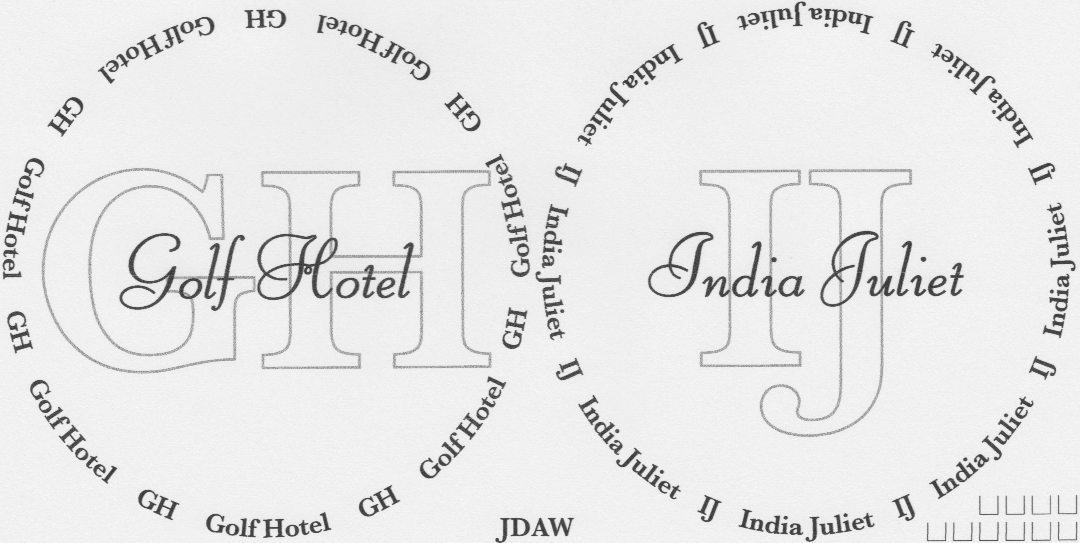 GH Golf Hotel GH Golf Hotel GH Golf Hotel GH Golf Hotel GH Golf Hotel GH Golf Hotel GH Golf Hotel
GH
Golf Hotel
India Juliet IJ India Juliet IJ India Juliet IJ India Juliet IJ India Juliet IJ India Juliet IJ India Juliet IJ India Juliet IJ
IJ
India Juliet
JDAW